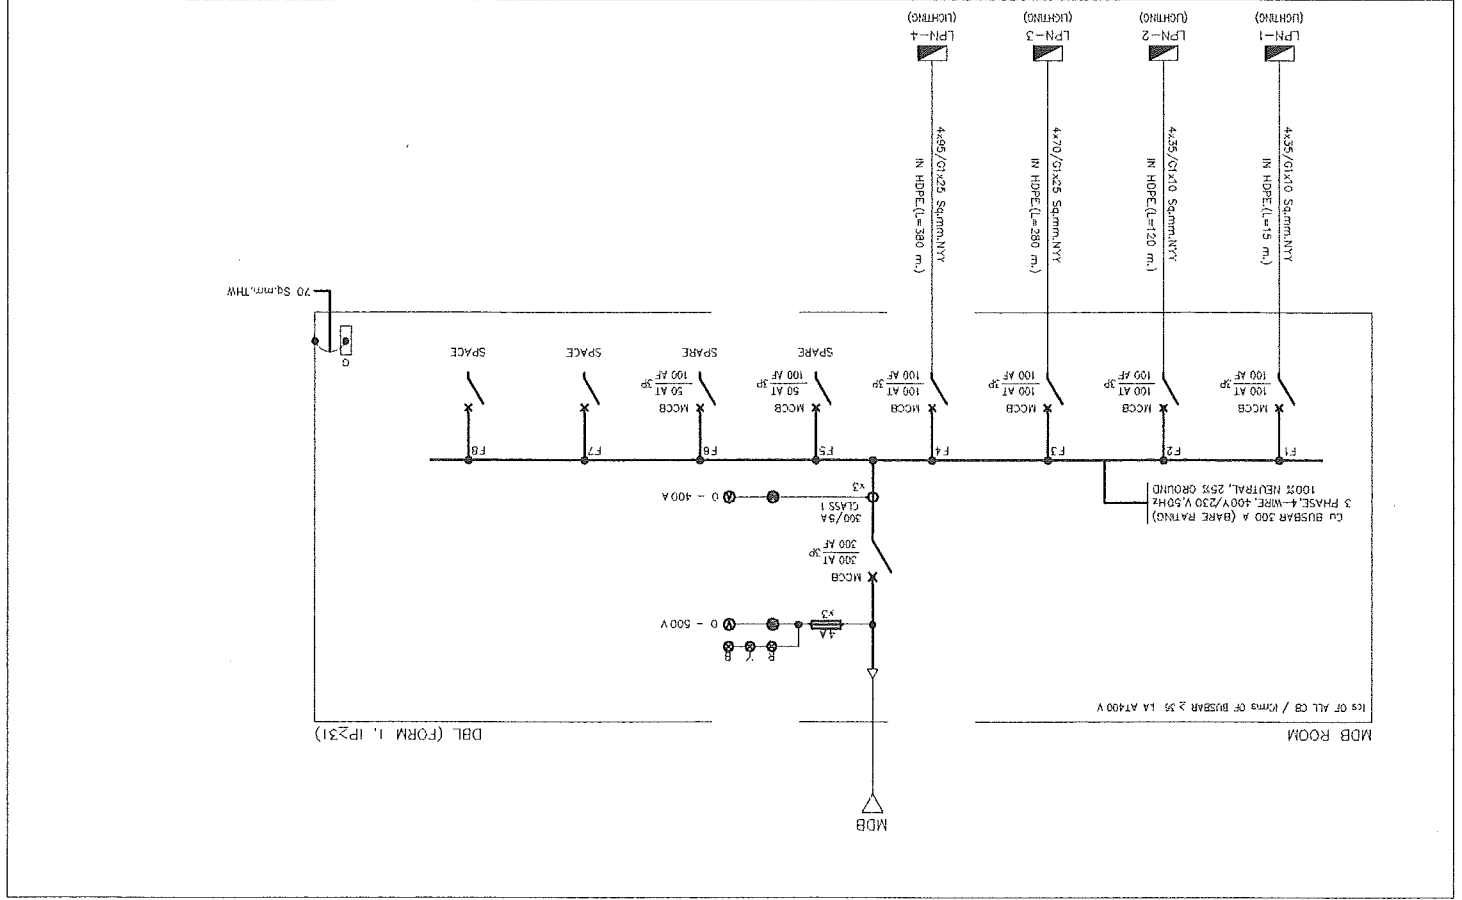 MDB
MDB ROOM
DBL (FORM 1, IP≥31)
Ics OF ALL CB / Icms OF BUSBAR ≥ 36 kA AT400 V
R
Y
B
4A
x3
0 - 500 V
MCCB
300 AT
300 AF
3P
300/5A
CLASS 1
x3
0 - 400 A
Cu BUSBAR 300 A (BARE RATING)
3 PHASE, 4-WIRE, 400Y/230 V, 50Hz
100% NEUTRAL, 25% GROUND
F1
F2
F3
F4
F5
F6
F7
F8
MCCB
100 AT
100 AF
3P
MCCB
100 AT
100 AF
3P
MCCB
100 AT
100 AF
3P
MCCB
100 AT
100 AF
3P
MCCB
50 AT
100 AF
3P
MCCB
50 AT
100 AF
3P
SPARE
SPARE
SPACE
SPACE
G
70 Sq.mm.THW
4x35/G1x10 Sq.mm.NYY
IN HDPE.(L=15 m.)
4x35/G1x10 Sq.mm.NYY
IN HDPE.(L=120 m.)
4x70/G1x25 Sq.mm.NYY
IN HDPE.(L=280 m.)
4x95/G1x25 Sq.mm.NYY
IN HDPE.(L=380 m.)
LPN-1
(LIGHTING)
LPN-2
(LIGHTING)
LPN-3
(LIGHTING)
LPN-4
(LIGHTING)